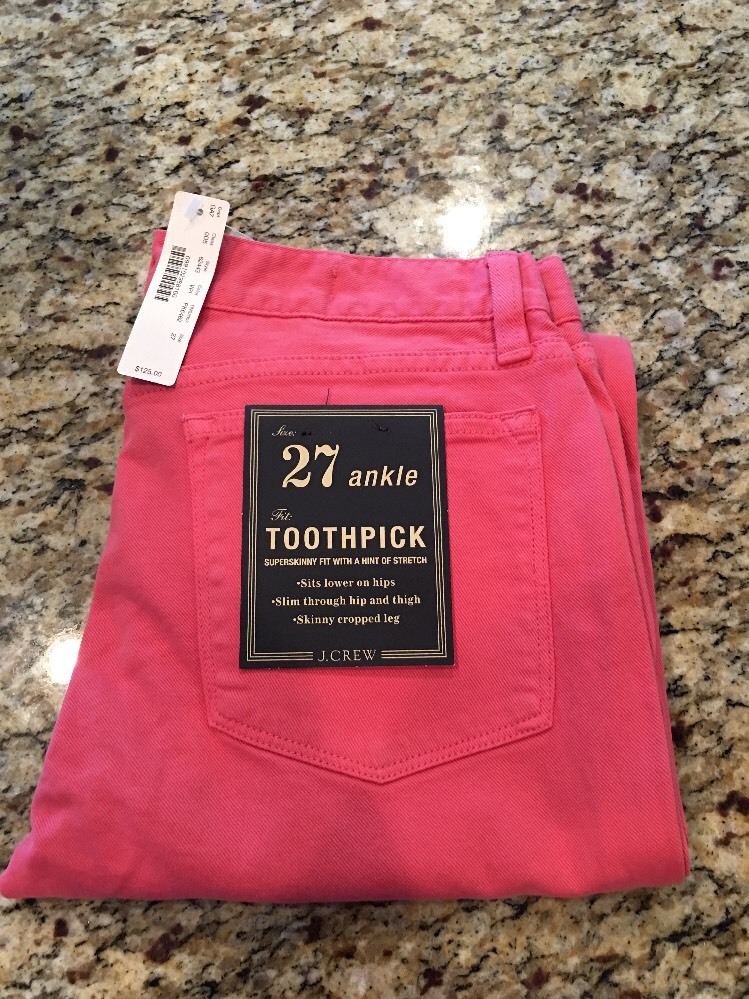 $125.00
Size:
27 ankle
Fit:
TOOTHPICK
SUPERSKINNY FIT WITH A HINT OF STRETCH
•Sits lower on hips
•Slim through hip and thigh
•Skinny cropped leg
J.CREW